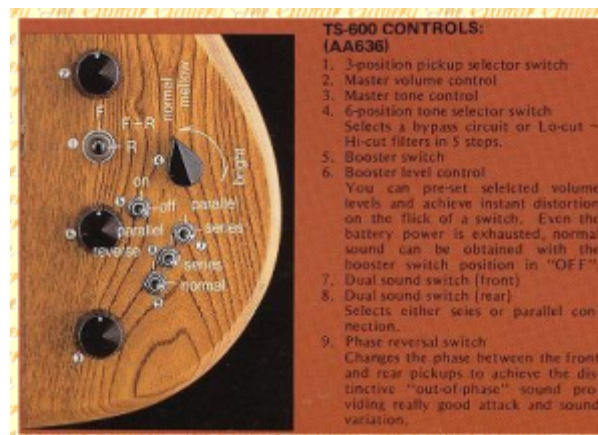 TS-600 CONTROLS:
(AA636)
1. 3-position pickup selector switch
2. Master volume control
3. Master tone control
4. 6-position tone selector switch
Selects a bypass circuit or Lo-cut ~
Hi-cut filters in 5 steps.
5. Booster switch
6. Booster level control
You can pre-set selelcted volume
levels and achieve instant distortion
on the flick of a switch. Even the
battery power is exhausted, normal
sound can be obtained with the
booster switch position in "OFF".
7. Dual sound switch (front)
8. Dual sound switch (rear)
Selects either seies or parallel con-
nection.
9. Phase reversal switch
Changes the phase between the front
and rear pickups to achieve the dis-
tinctive "out-of-phase" sound pro-
viding really good attack and sound
variation.
normal
mellow
bright
F
F+R
R
on
off
parallel
series
parallel
reverse
series
normal